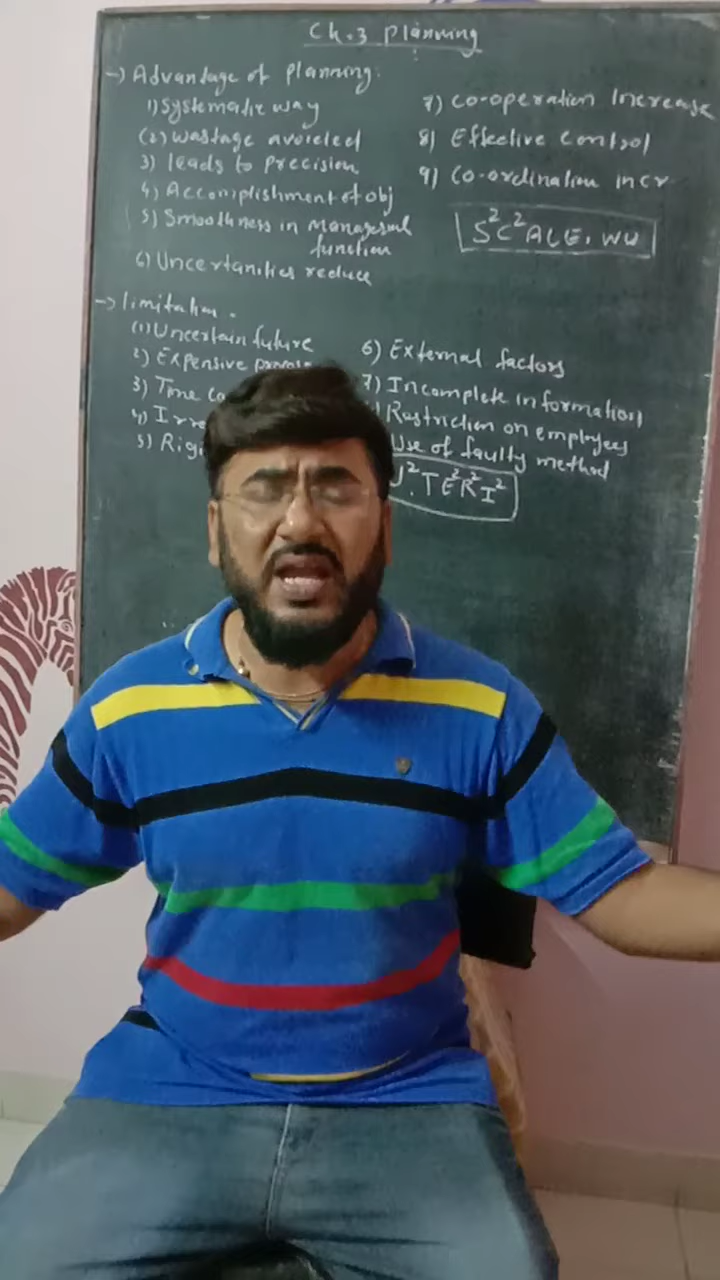 Ch.3 Planning
→ Advantage of Planning:
1) Systematic way
(2) wastage avoided
3) leads to Precision
4) Accomplishment of obj
5) Smoothness in Managerial
function
6) Uncertanities reduce
7) Co-operation Increase
8) Effective Control
9) Co-ordination incr
S²C²ALE. WU
→ limitation.
(1) Uncertain future
2) Expensive
3) Time
4)
5)
6) External factors
7) Incomplete information
Restriction on employees
Use of faulty method
U².TE²R²I²